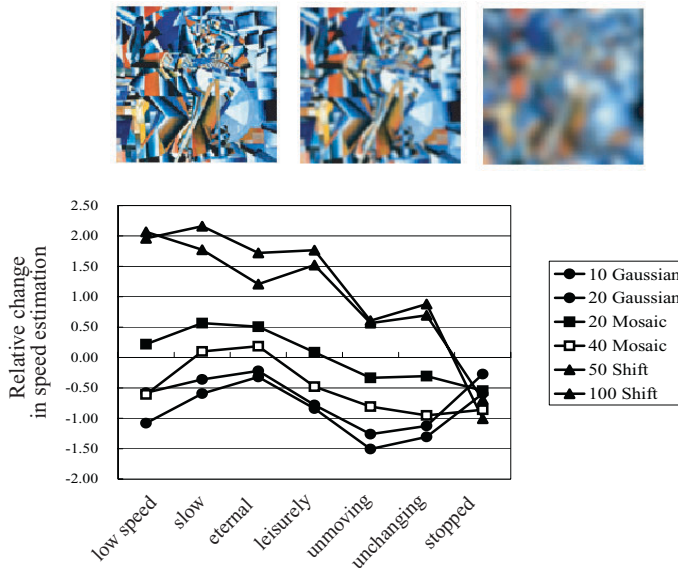 2.50
2.00
1.50
1.00
0.50
0.00
-0.50
-1.00
-1.50
-2.00
Relative change
in speed estimation
low speed
slow
eternal
leisurely
unmoving
unchanging
stopped
10 Gaussian
20 Gaussian
20 Mosaic
40 Mosaic
50 Shift
100 Shift